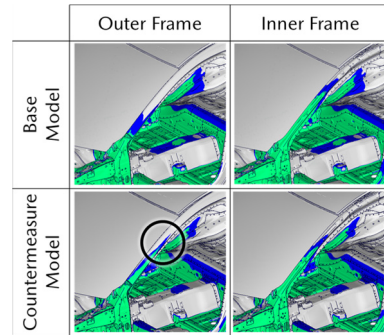 Outer Frame
Inner Frame
Base
Model
Countermeasure
Model